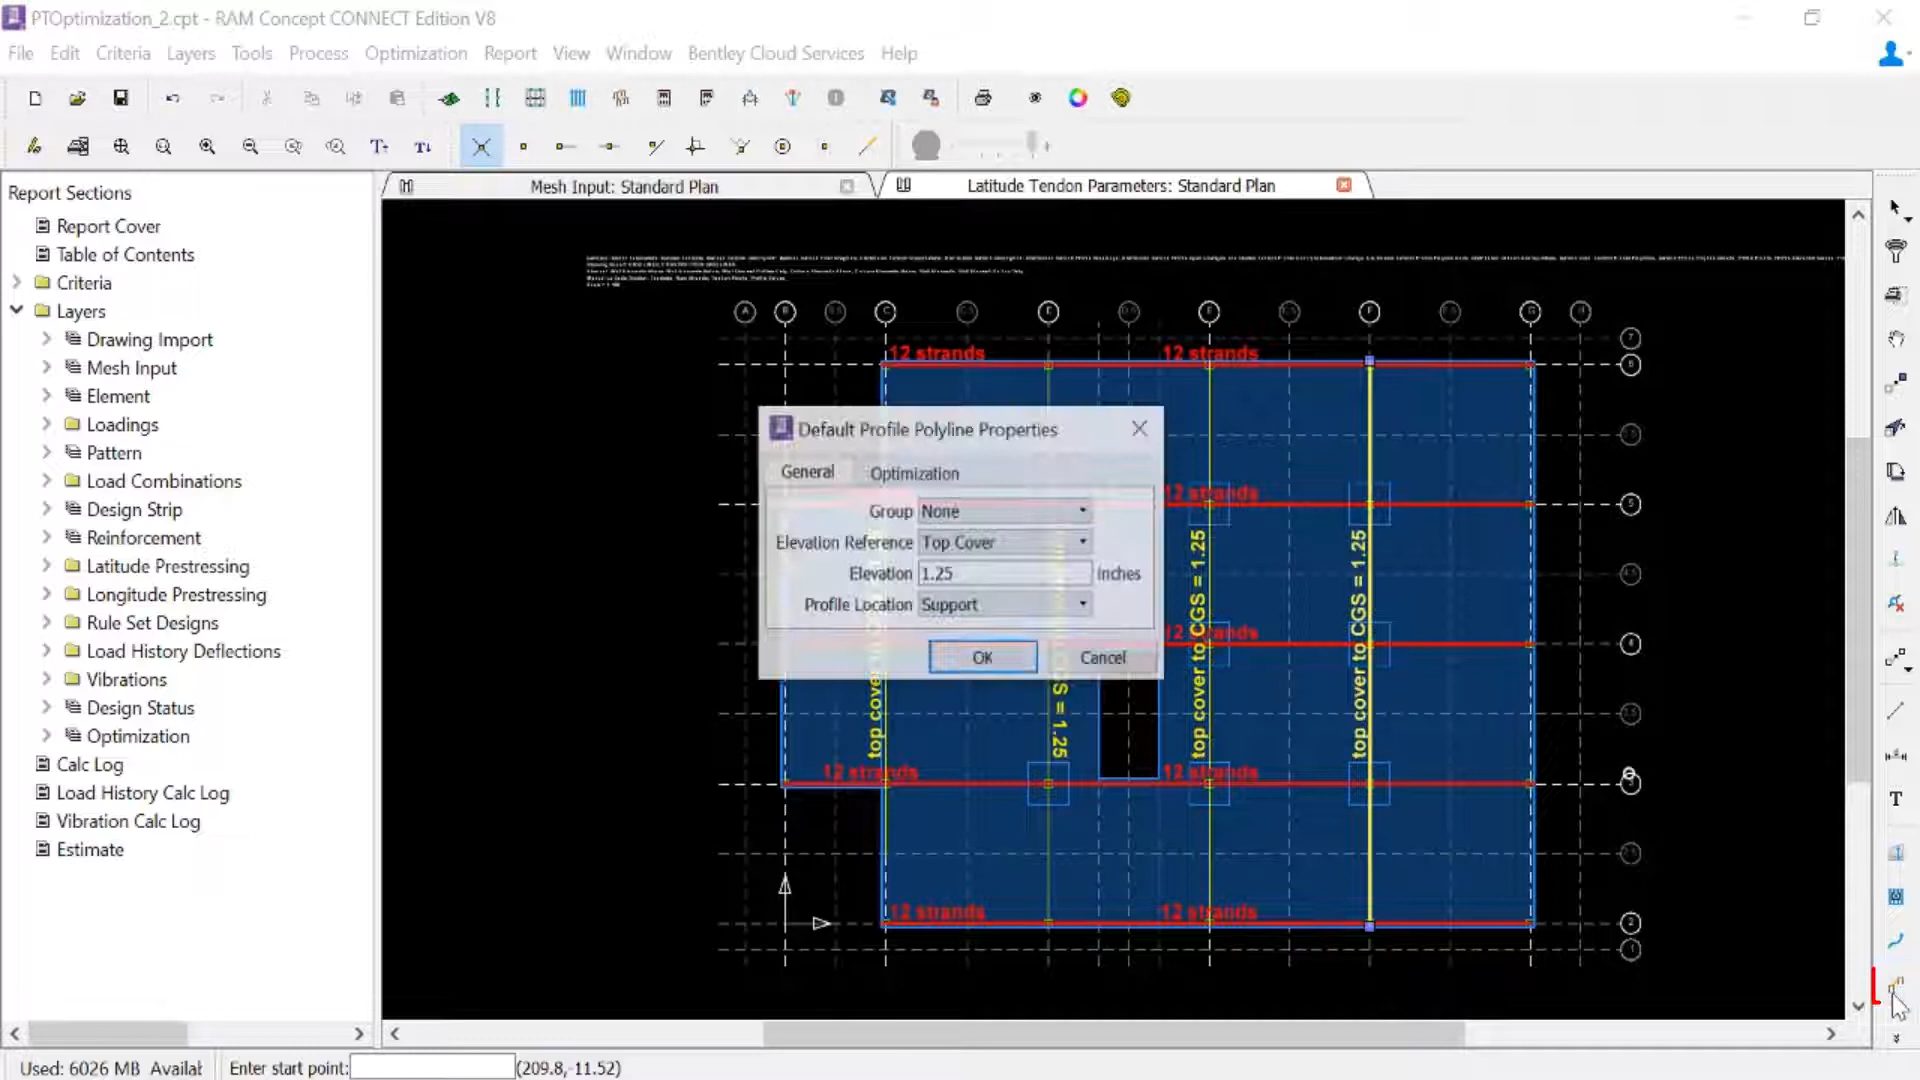 PTOptimization_2.cpt - RAM Concept CONNECT Edition V8
File Edit Criteria Layers Tools Process Optimization Report View Window Bentley Cloud Services Help
Report Sections
Report Cover
Table of Contents
Criteria
Layers
Drawing Import
Mesh Input
Element
Loadings
Pattern
Load Combinations
Design Strip
Reinforcement
Latitude Prestressing
Longitude Prestressing
Rule Set Designs
Load History Deflections
Vibrations
Design Status
Optimization
Calc Log
Load History Calc Log
Vibration Calc Log
Estimate
Mesh Input: Standard Plan
Latitude Tendon Parameters: Standard Plan
12 strands
12 strands
12 strands
12 strands
12 strands
12 strands
12 strands
12 strands
top cover to CGS = 1.25
top cover to CGS = 1.25
top cove
S = 1.25
Default Profile Polyline Properties
General Optimization
Group None
Elevation Reference Top Cover
Elevation 1.25 Inches
Profile Location Support
OK Cancel
T
Used: 6026 MB Availal
Enter start point:
(209.8,-11.52)